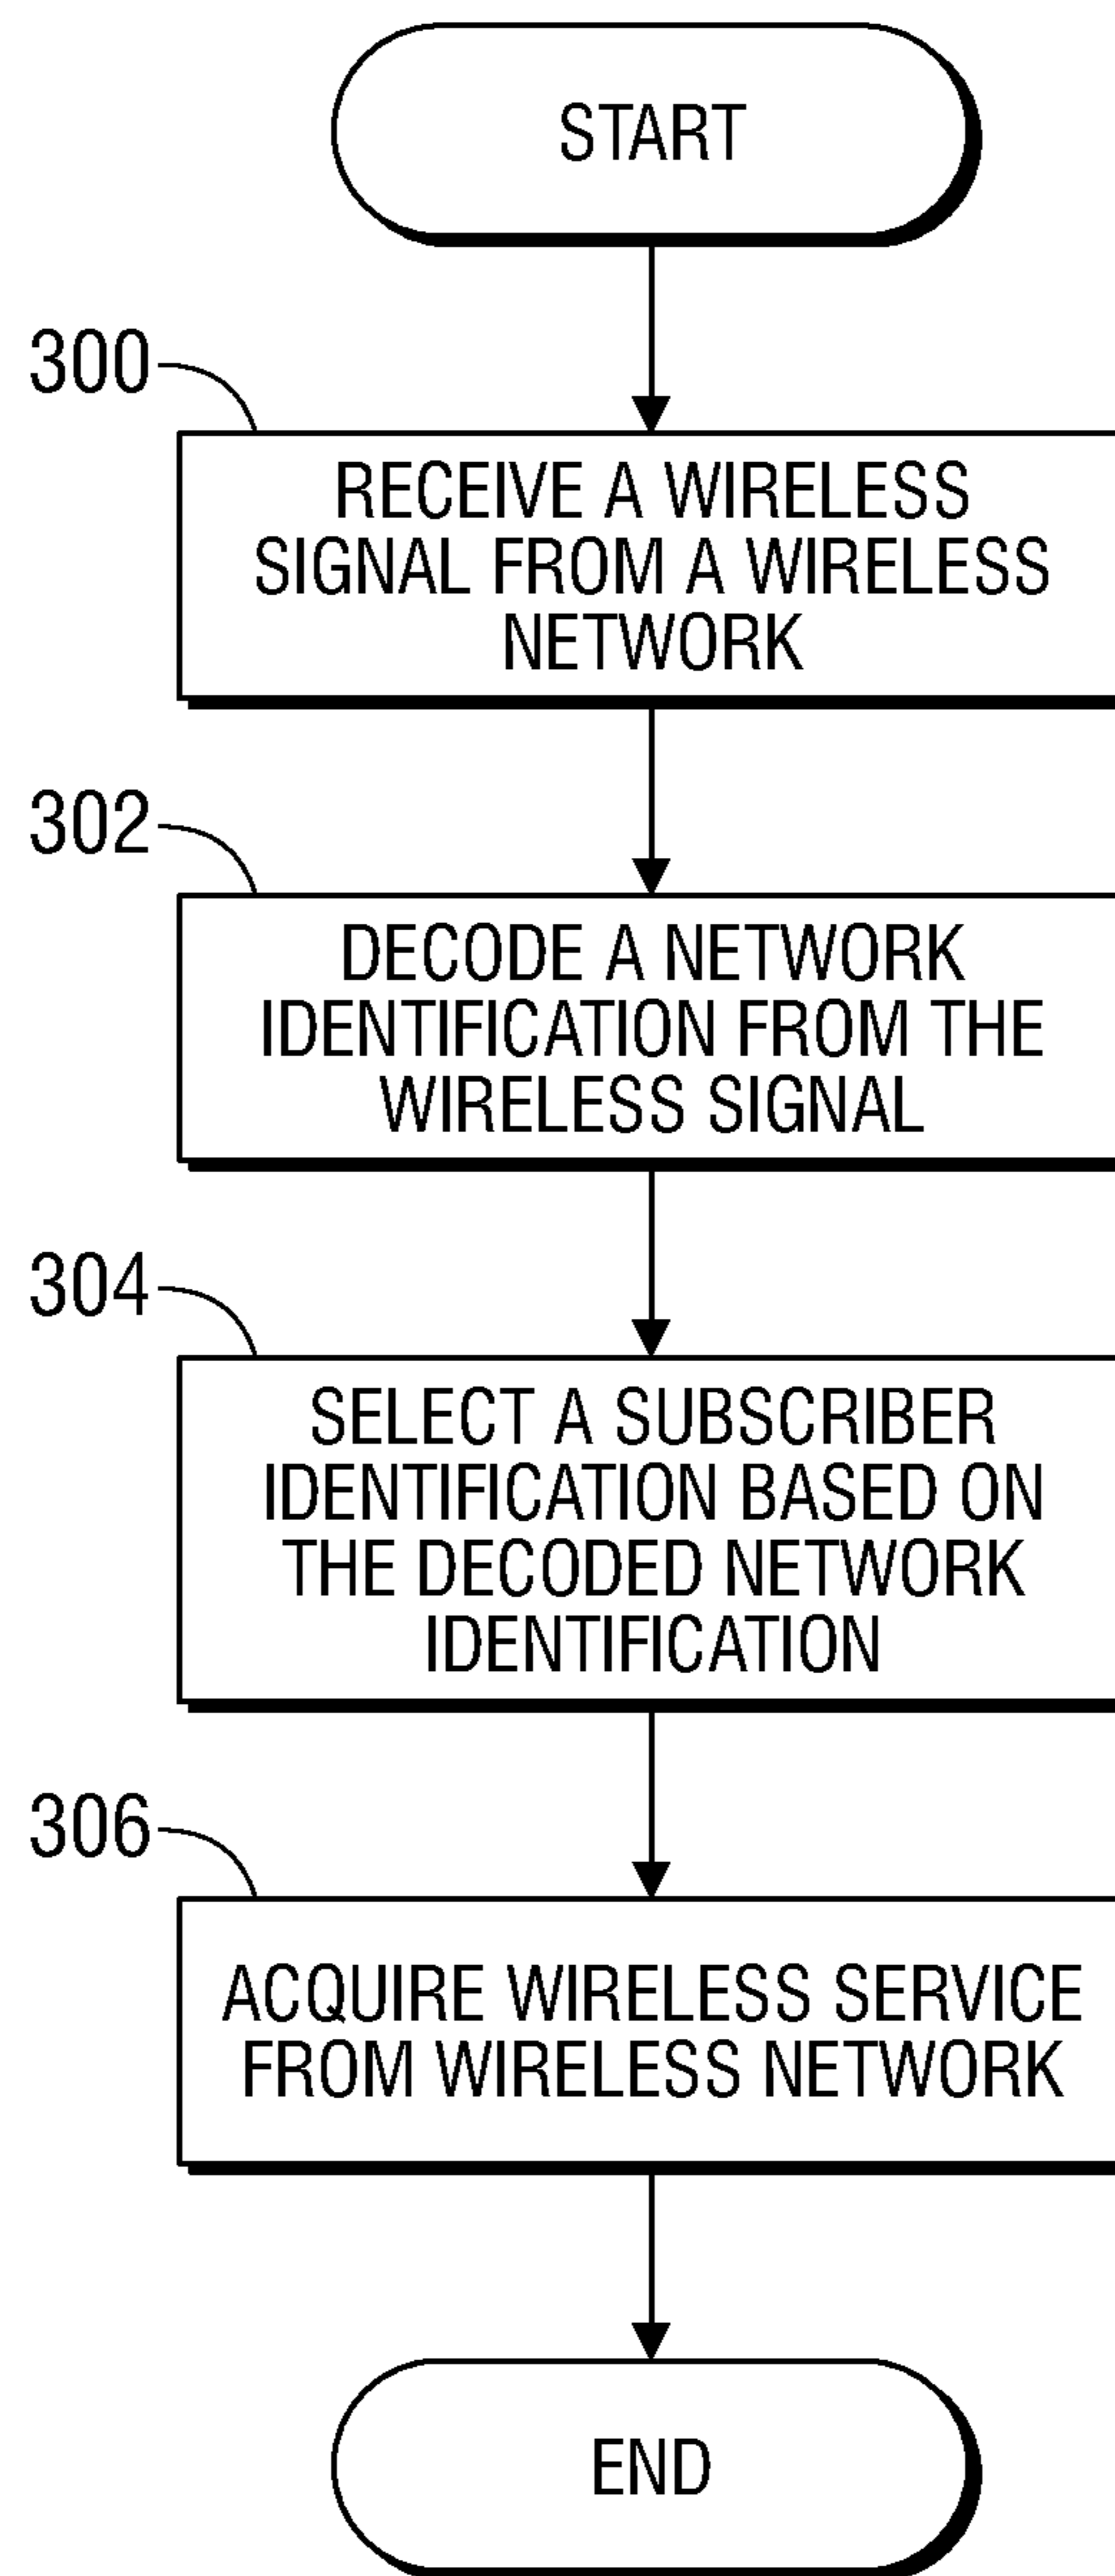 START
300
RECEIVE A WIRELESS
SIGNAL FROM A WIRELESS
NETWORK
302
DECODE A NETWORK
IDENTIFICATION FROM THE
WIRELESS SIGNAL
304
SELECT A SUBSCRIBER
IDENTIFICATION BASED ON
THE DECODED NETWORK
IDENTIFICATION
306
ACQUIRE WIRELESS SERVICE
FROM WIRELESS NETWORK
END